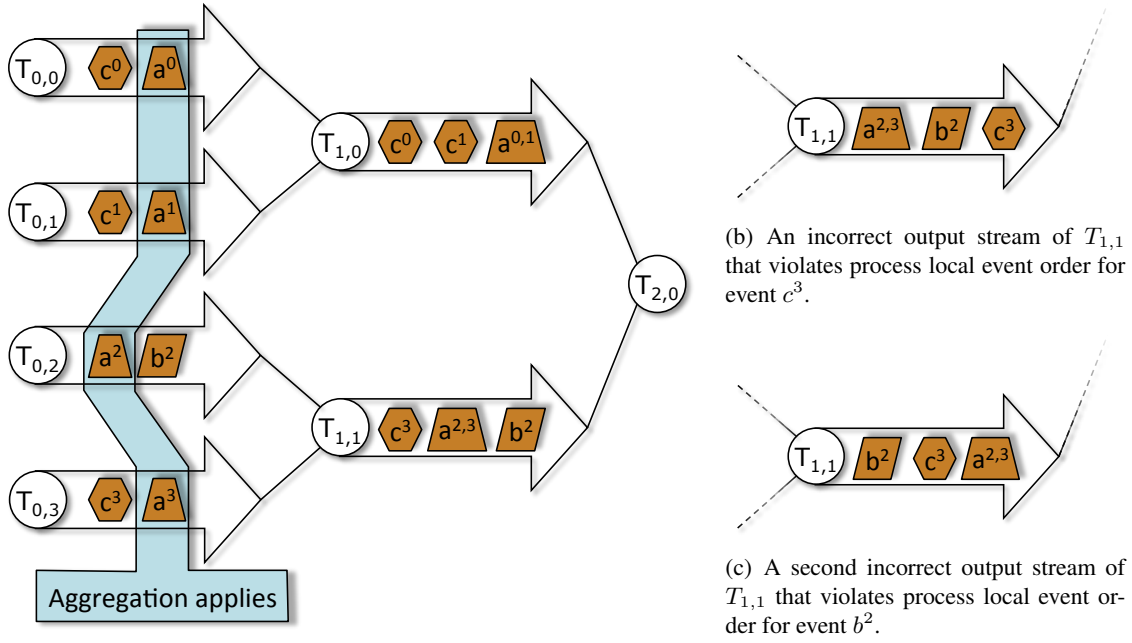 T0,0 c⁰ a⁰
T0,1 c¹ a¹
T0,2 a² b²
T0,3 c³ a³
Aggregation applies
T1,0 c⁰ c¹ a⁰,¹
T1,1 c³ a²,³ b²
T2,0
T1,1 a²,³ b² c³
(b) An incorrect output stream of T1,1
that violates process local event order for
event c³.
T1,1 b² c³ a²,³
(c) A second incorrect output stream of
T1,1 that violates process local event or-
der for event b².